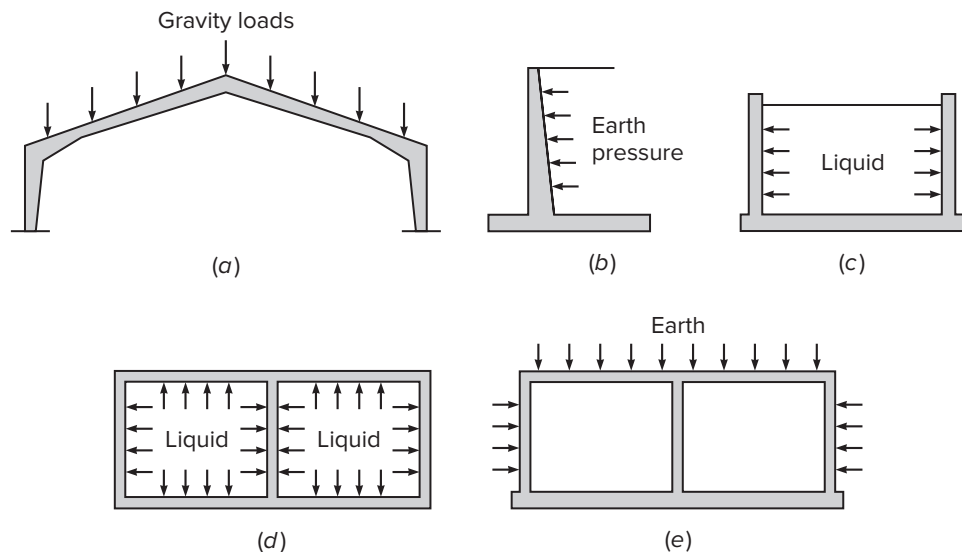 Gravity loads
(a)
Earth
pressure
(b)
Liquid
(c)
Liquid
Liquid
(d)
Earth
(e)